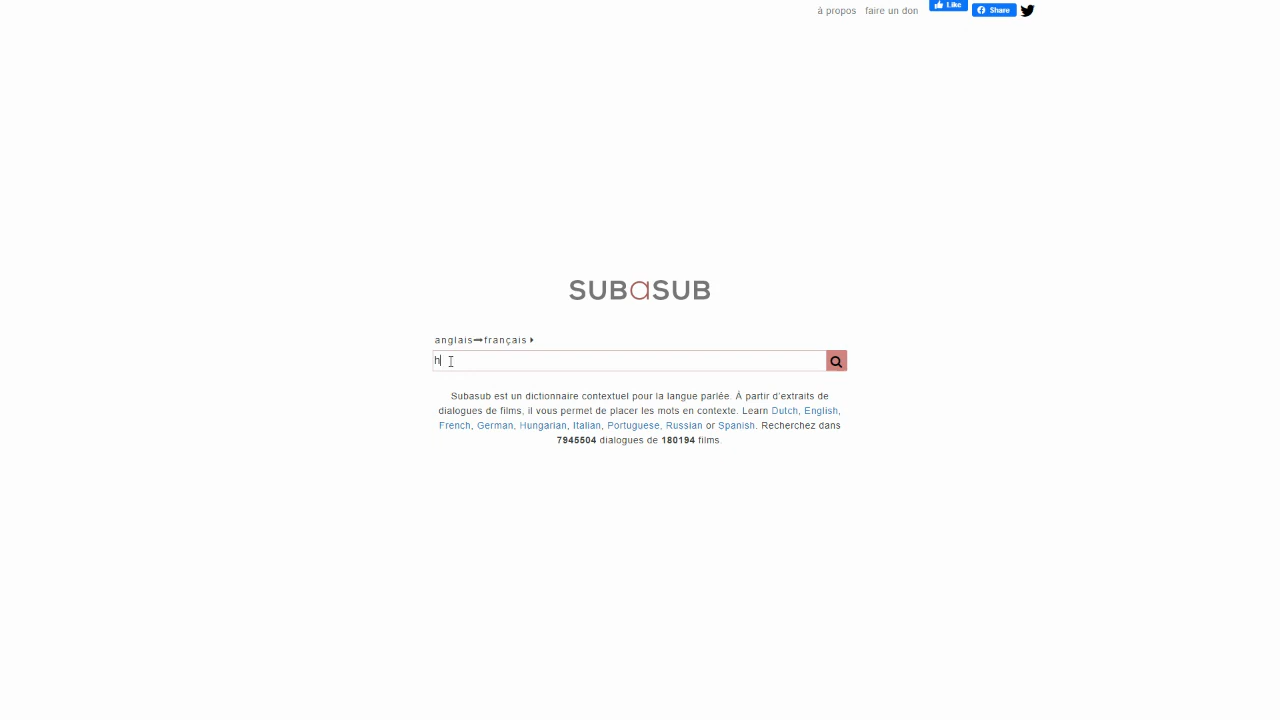 à propos faire un don Like Share
SUBaSUB
anglais→français
h
Subasub est un dictionnaire contextuel pour la langue parlée. À partir d'extraits de
dialogues de films, il vous permet de placer les mots en contexte. Learn Dutch, English,
French, German, Hungarian, Italian, Portuguese, Russian or Spanish. Recherchez dans
7945504 dialogues de 180194 films.